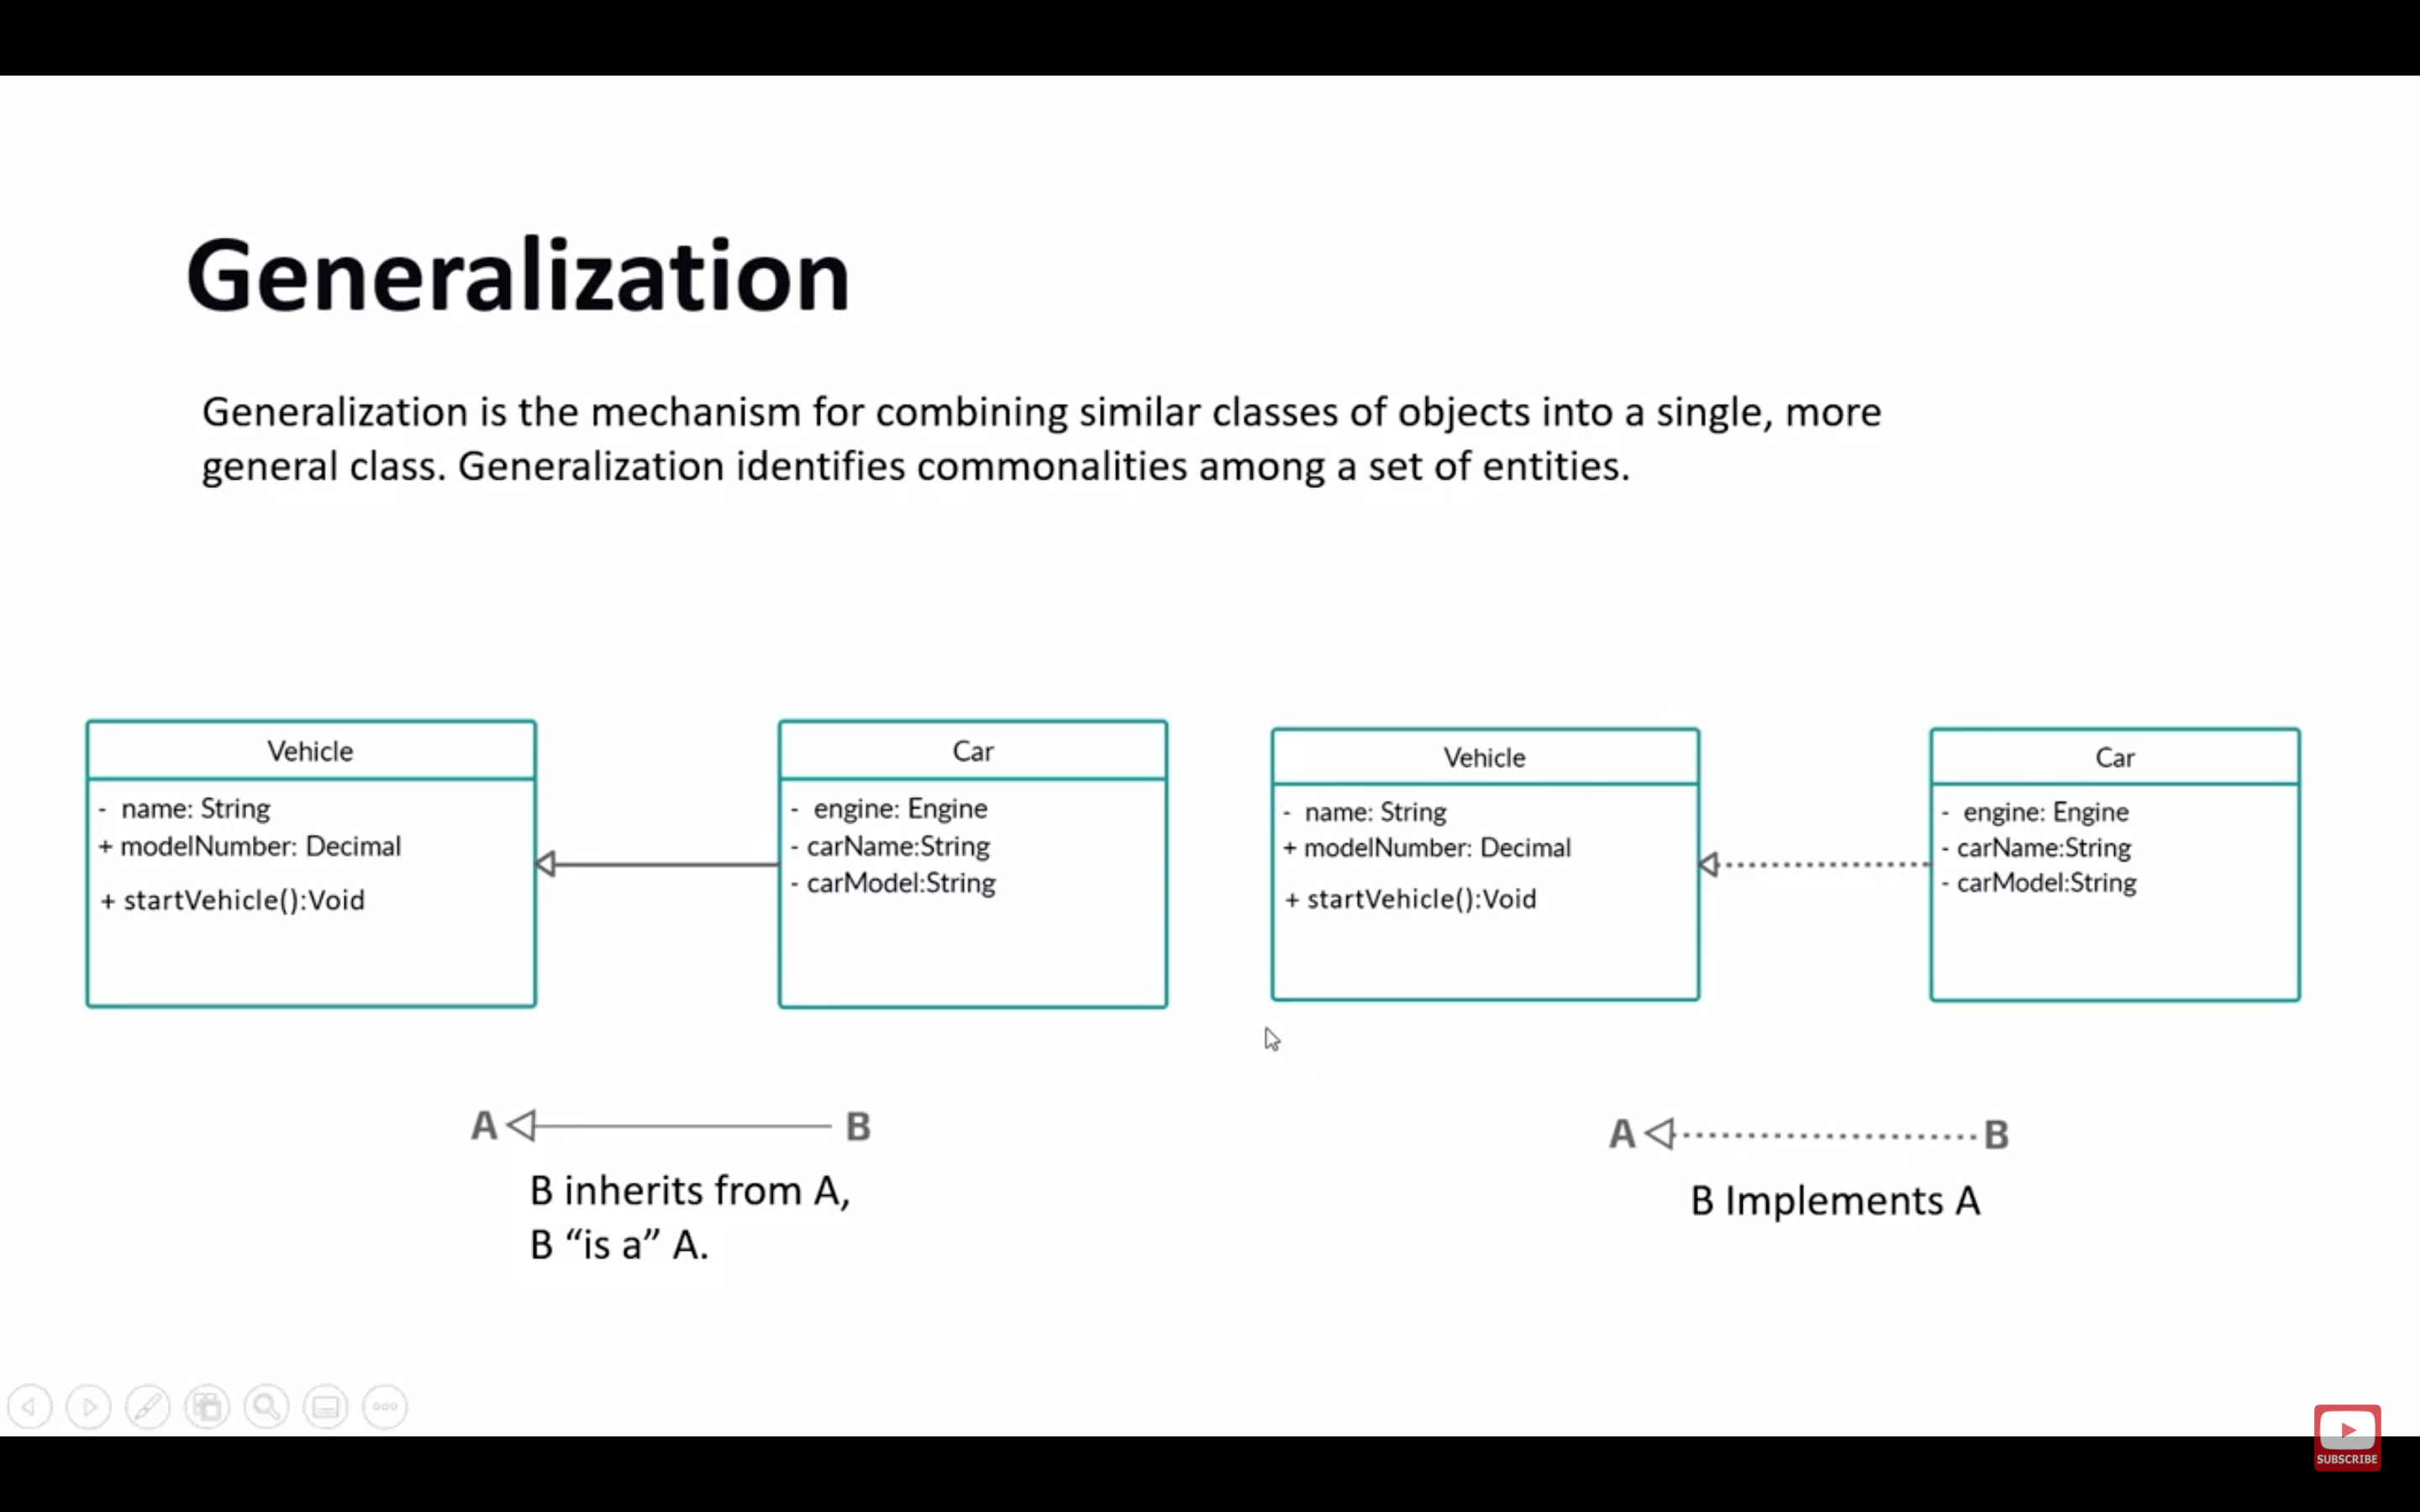 Generalization
Generalization is the mechanism for combining similar classes of objects into a single, more
general class. Generalization identifies commonalities among a set of entities.
Vehicle
- name: String
+ modelNumber: Decimal
+ startVehicle():Void
Car
- engine: Engine
- carName:String
- carModel:String
Vehicle
- name: String
+ modelNumber: Decimal
+ startVehicle():Void
Car
- engine: Engine
- carName:String
- carModel:String
A B
B inherits from A,
B “is a” A.
A B
B Implements A
SUBSCRIBE